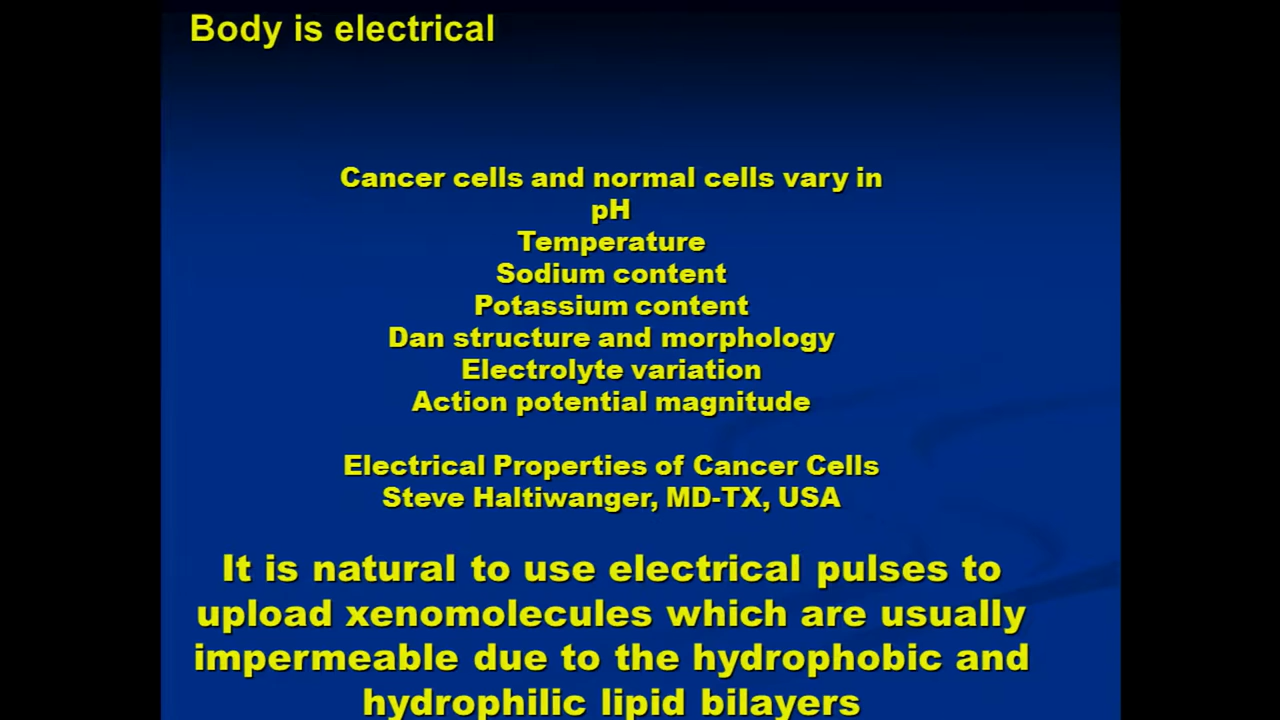 Body is electrical
Cancer cells and normal cells vary in
pH
Temperature
Sodium content
Potassium content
Dan structure and morphology
Electrolyte variation
Action potential magnitude
Electrical Properties of Cancer Cells
Steve Haltiwanger, MD-TX, USA
It is natural to use electrical pulses to
upload xenomolecules which are usually
impermeable due to the hydrophobic and
hydrophilic lipid bilayers